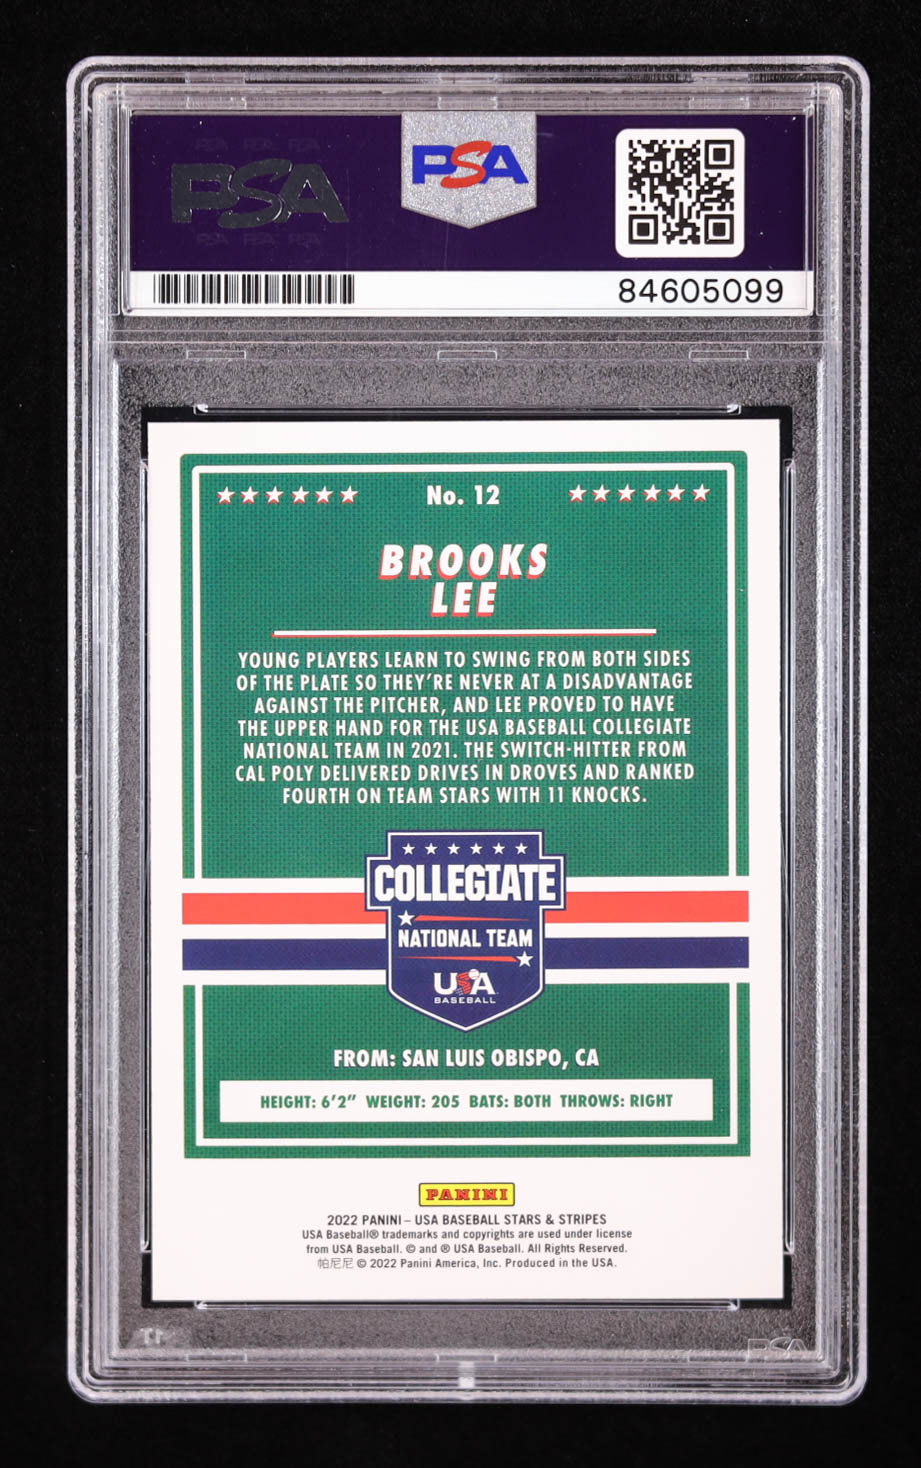 PSA
PSA
84605099
No. 12
BROOKS
LEE
YOUNG PLAYERS LEARN TO SWING FROM BOTH SIDES
OF THE PLATE SO THEY'RE NEVER AT A DISADVANTAGE
AGAINST THE PITCHER, AND LEE PROVED TO HAVE
THE UPPER HAND FOR THE USA BASEBALL COLLEGIATE
NATIONAL TEAM IN 2021. THE SWITCH-HITTER FROM
CAL POLY DELIVERED DRIVES IN DROVES AND RANKED
FOURTH ON TEAM STARS WITH 11 KNOCKS.
COLLEGIATE
NATIONAL TEAM
USA
BASEBALL
FROM: SAN LUIS OBISPO, CA
HEIGHT: 6'2" WEIGHT: 205 BATS: BOTH THROWS: RIGHT
PANINI
2022 PANINI – USA BASEBALL STARS & STRIPES
USA Baseball® trademarks and copyrights are used under license
from USA Baseball. © and ® USA Baseball. All Rights Reserved.
帕尼尼 © 2022 Panini America, Inc. Produced in the USA.
PSA